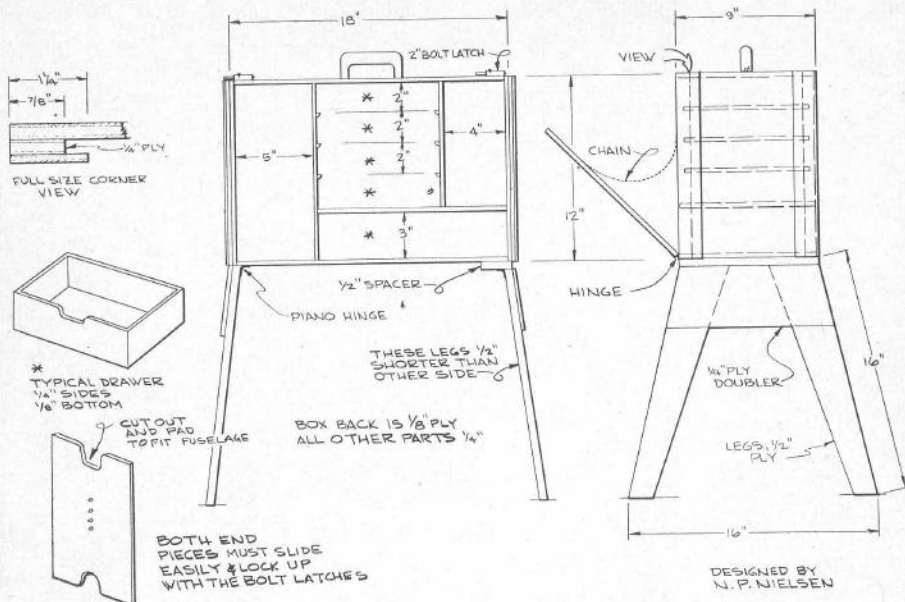 18"
9"
2" BOLT LATCH
VIEW
1 1/4"
7/8"
1/4" PLY
FULL SIZE CORNER
VIEW
*
2"
*
2"
5"
4"
*
2"
*
*
3"
CHAIN
12"
HINGE
1/2" SPACER
PIANO HINGE
THESE LEGS 1/2"
SHORTER THAN
OTHER SIDE
1/4" PLY
DOUBLER
16"
LEGS, 1/2"
PLY
16"
*
TYPICAL DRAWER
1/4" SIDES
1/8" BOTTOM
BOX BACK IS 1/8" PLY
ALL OTHER PARTS 1/4"
CUT OUT
AND PAD
TO FIT FUSELAGE
BOTH END
PIECES MUST SLIDE
EASILY & LOCK UP
WITH THE BOLT LATCHES
DESIGNED BY
N. P. NIELSEN